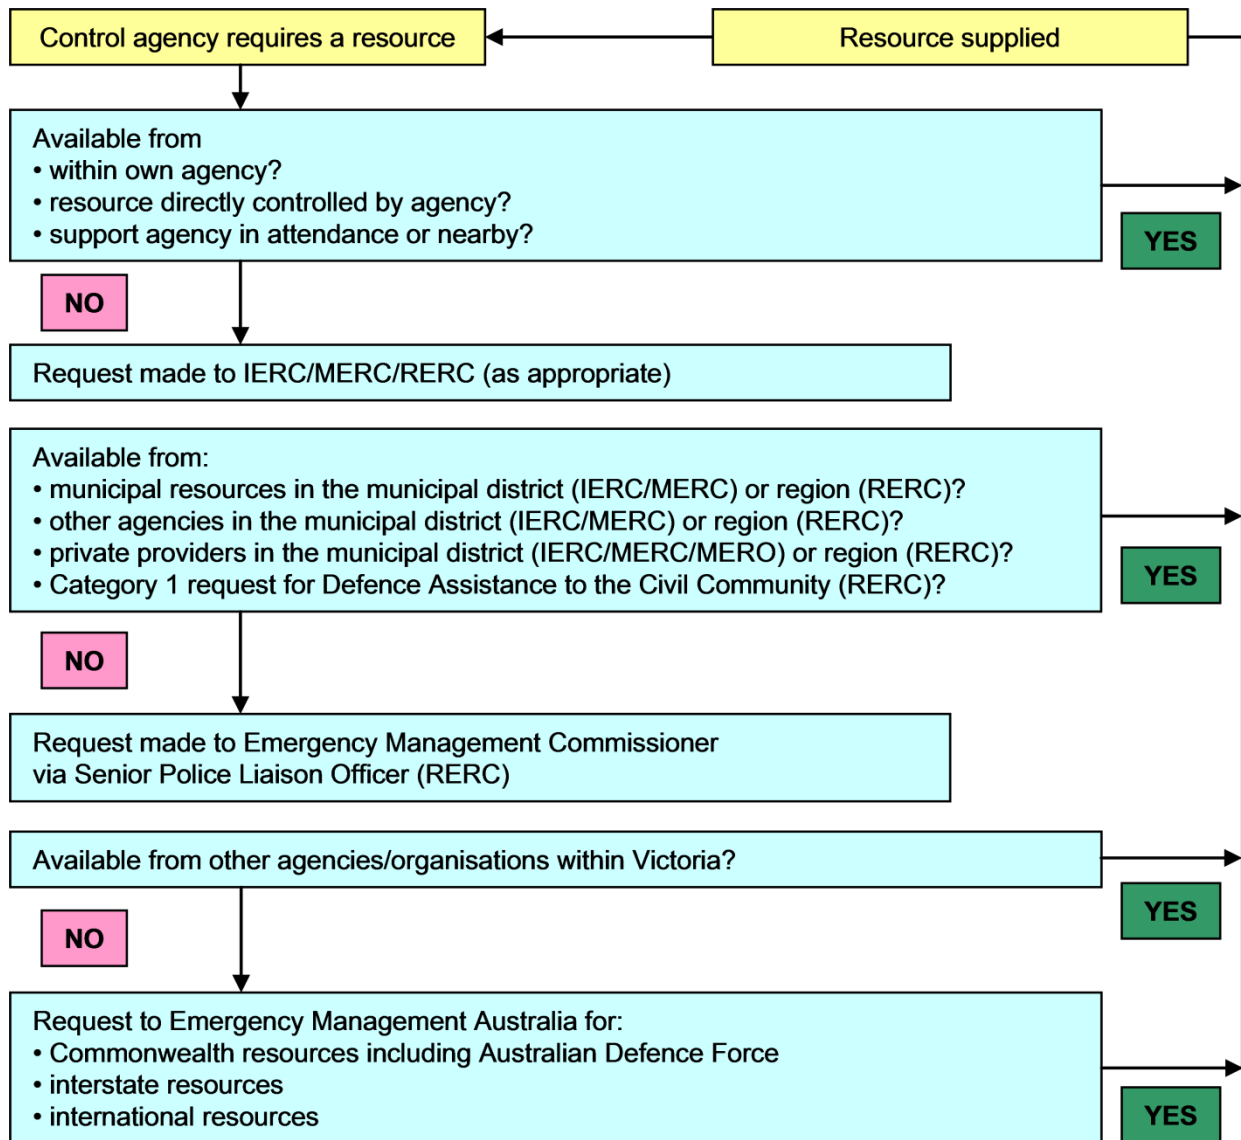 Control agency requires a resource
Resource supplied
Available from
• within own agency?
• resource directly controlled by agency?
• support agency in attendance or nearby?
YES
NO
Request made to IERC/MERC/RERC (as appropriate)
Available from:
• municipal resources in the municipal district (IERC/MERC) or region (RERC)?
• other agencies in the municipal district (IERC/MERC) or region (RERC)?
• private providers in the municipal district (IERC/MERC/MERO) or region (RERC)?
• Category 1 request for Defence Assistance to the Civil Community (RERC)?
YES
NO
Request made to Emergency Management Commissioner
via Senior Police Liaison Officer (RERC)
Available from other agencies/organisations within Victoria?
YES
NO
Request to Emergency Management Australia for:
• Commonwealth resources including Australian Defence Force
• interstate resources
• international resources
YES